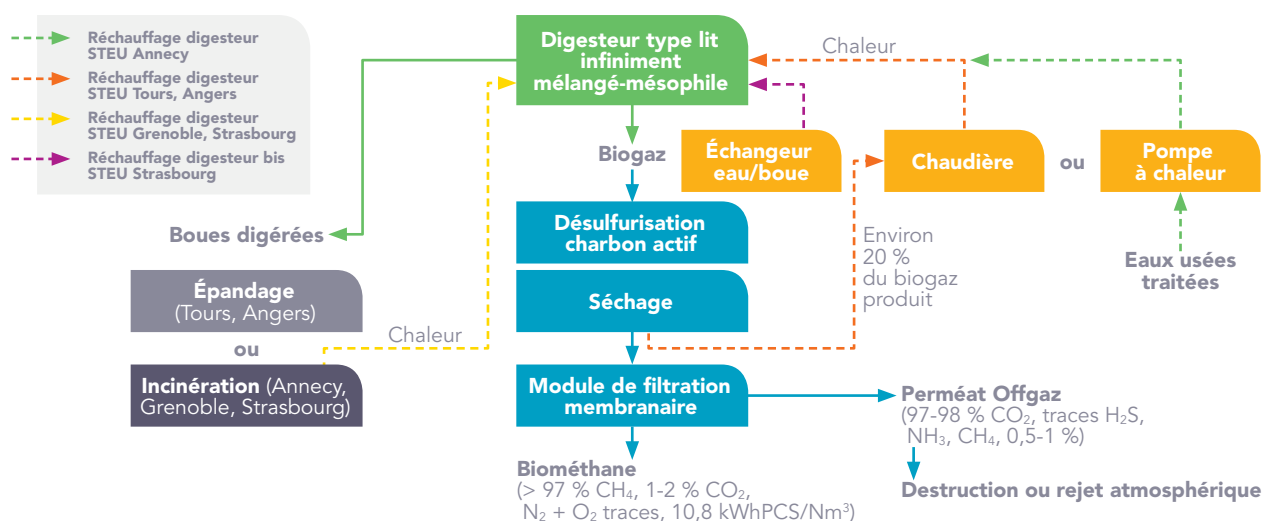 Réchauffage digesteur
STEU Annecy
Réchauffage digesteur
STEU Tours, Angers
Réchauffage digesteur
STEU Grenoble, Strasbourg
Réchauffage digesteur bis
STEU Strasbourg
Digesteur type lit
infiniment
mélangé-mésophile
Chaleur
Biogaz
Échangeur
eau/boue
Chaudière
ou
Pompe
à chaleur
Boues digérées
Désulfurisation
charbon actif
Environ
20 %
du biogaz
produit
Eaux usées
traitées
Épandage
(Tours, Angers)
Séchage
ou
Chaleur
Incinération (Annecy,
Grenoble, Strasbourg)
Module de filtration
membranaire
Perméat Offgaz
(97-98 % CO₂, traces H₂S,
NH₃, CH₄, 0,5-1 %)
Biométhane
(> 97 % CH₄, 1-2 % CO₂,
N₂ + O₂ traces, 10,8 kWhPCS/Nm³)
Destruction ou rejet atmosphérique